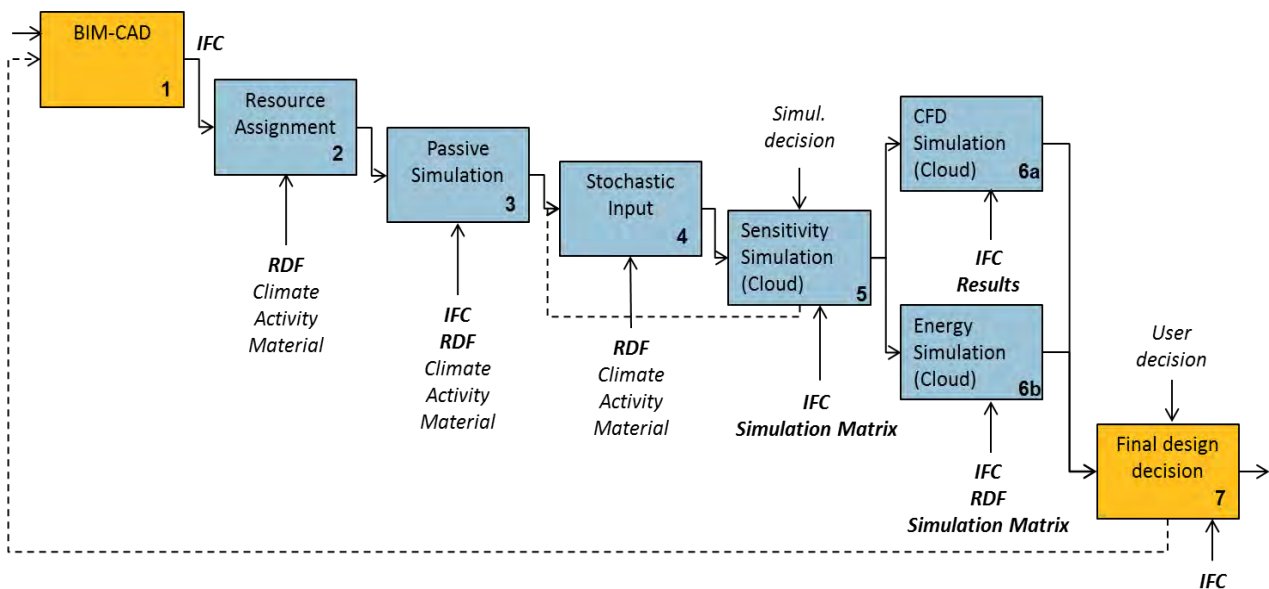 BIM-CAD
1
IFC
Resource
Assignment
2
RDF
Climate
Activity
Material
Passive
Simulation
3
IFC
RDF
Climate
Activity
Material
Stochastic
Input
4
RDF
Climate
Activity
Material
Simul.
decision
Sensitivity
Simulation
(Cloud)
5
IFC
Simulation Matrix
CFD
Simulation
(Cloud)
6a
IFC
Results
Energy
Simulation
(Cloud)
6b
IFC
RDF
Simulation Matrix
User
decision
Final design
decision
7
IFC